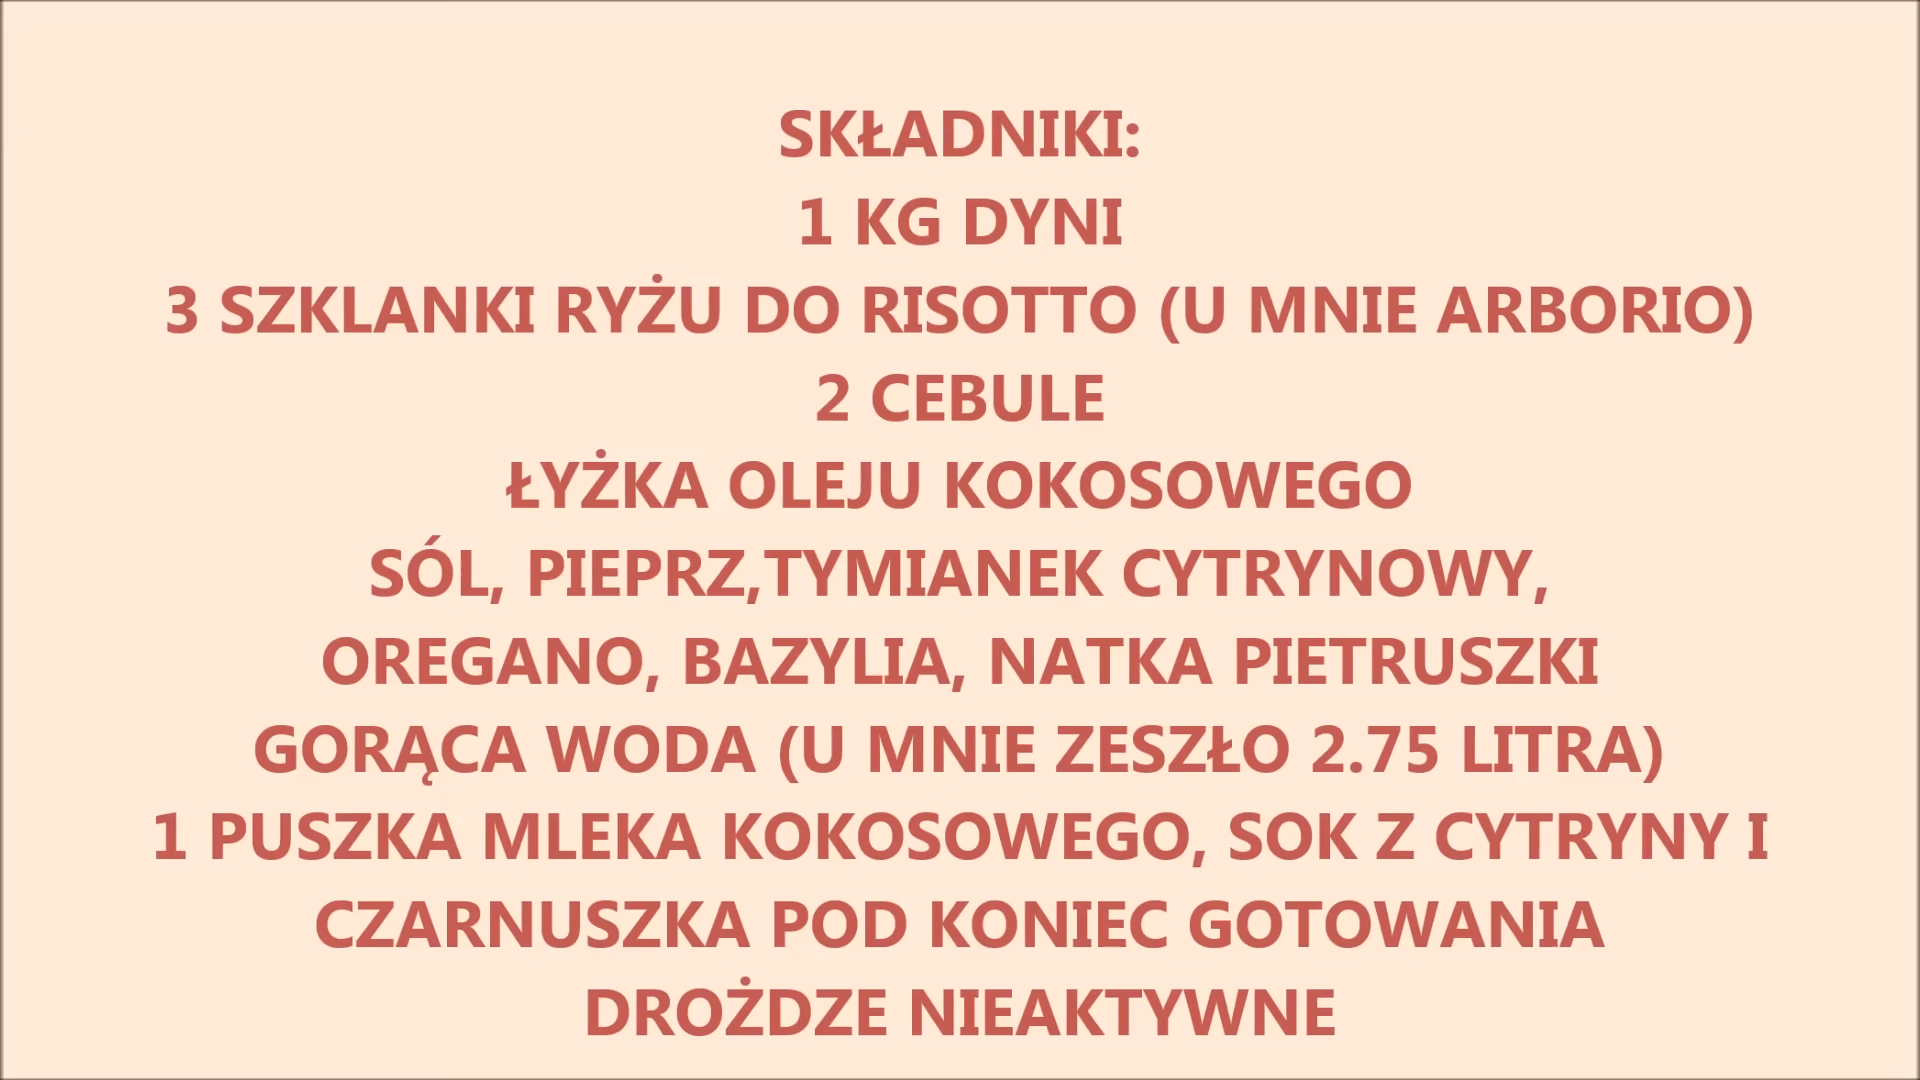 SKŁADNIKI:
1 KG DYNI
3 SZKLANKI RYŻU DO RISOTTO (U MNIE ARBORIO)
2 CEBULE
ŁYŻKA OLEJU KOKOSOWEGO
SÓL, PIEPRZ,TYMIANEK CYTRYNOWY,
OREGANO, BAZYLIA, NATKA PIETRUSZKI
GORĄCA WODA (U MNIE ZESZŁO 2.75 LITRA)
1 PUSZKA MLEKA KOKOSOWEGO, SOK Z CYTRYNY I
CZARNUSZKA POD KONIEC GOTOWANIA
DROŻDZE NIEAKTYWNE